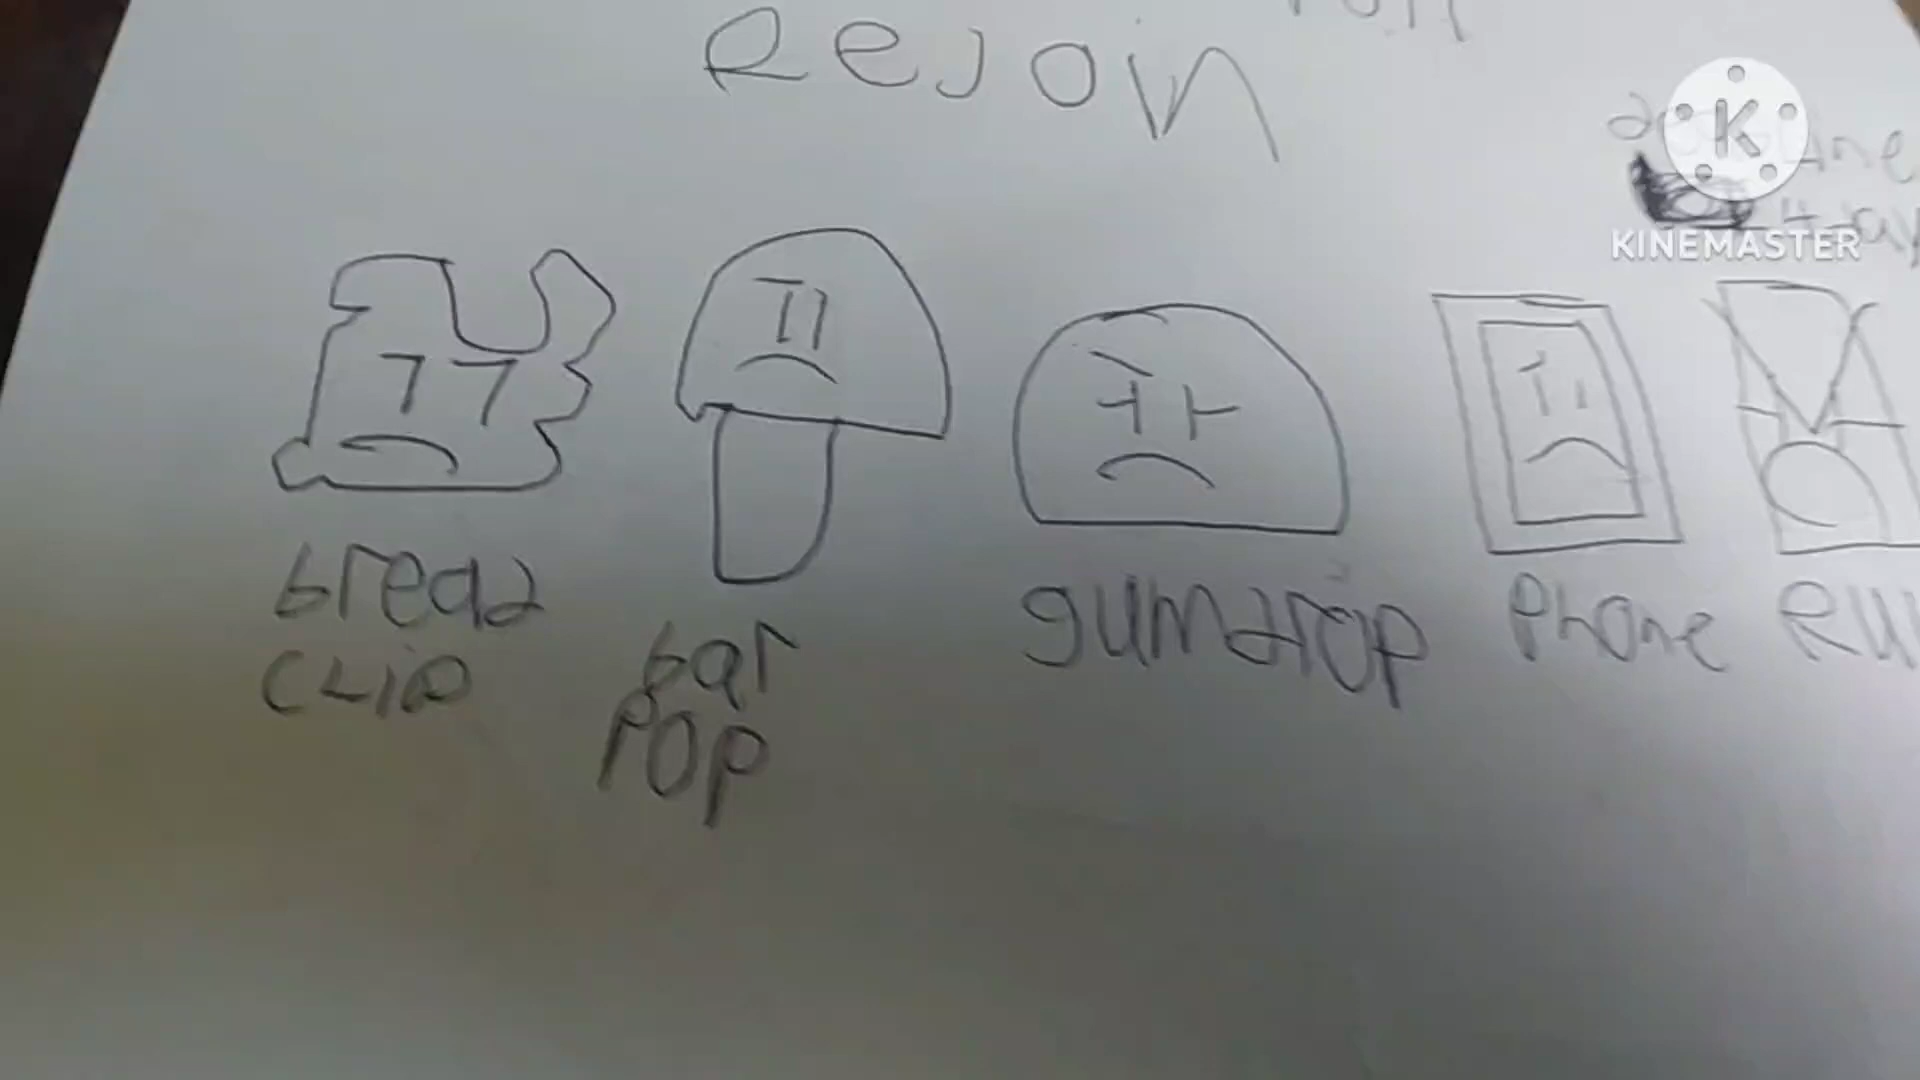 Rejoin
KINEMASTER
bread
clip
bar
pop
gumdrop
Phone